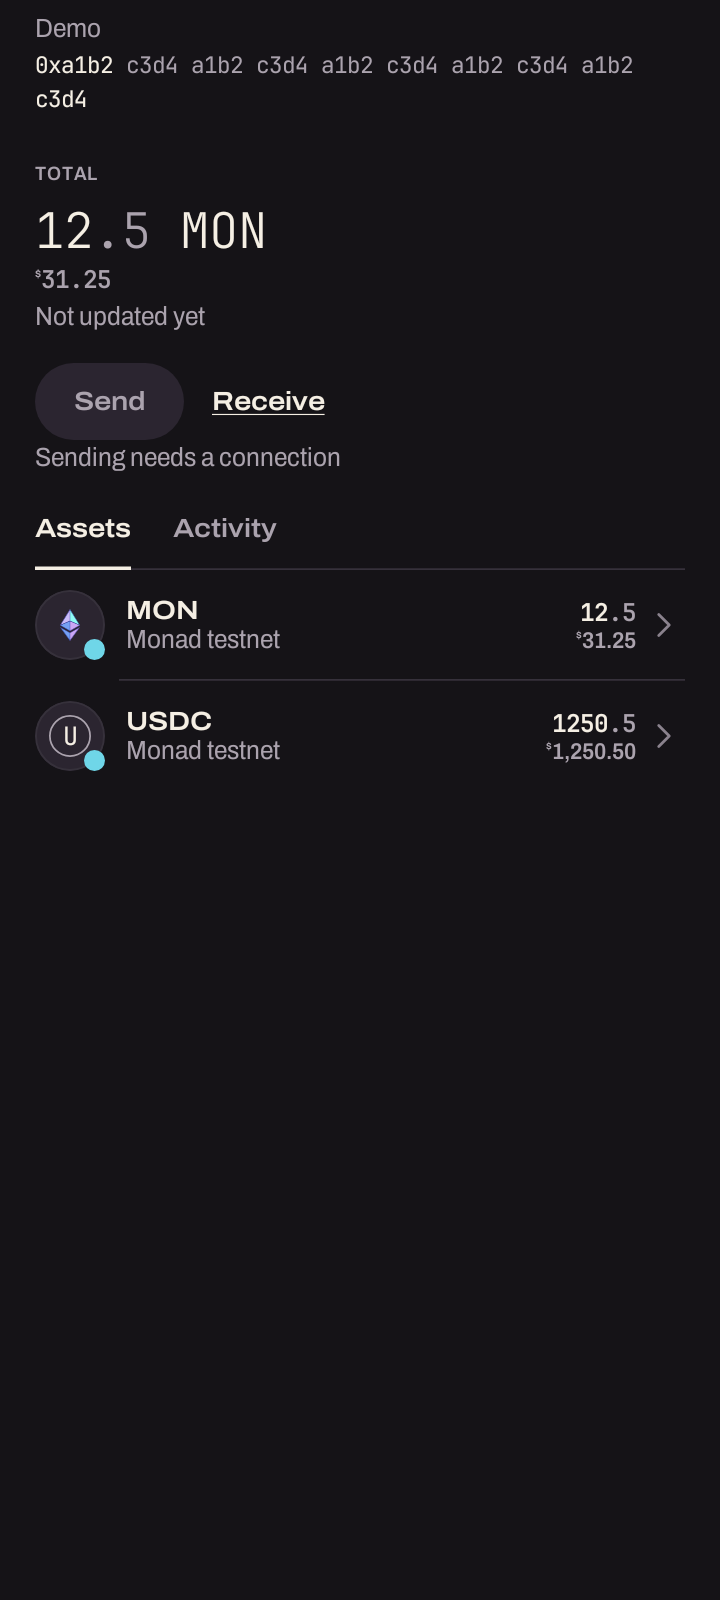 Demo
0xa1b2 c3d4 a1b2 c3d4 a1b2 c3d4 a1b2 c3d4 a1b2
c3d4
TOTAL
12.5 MON
$31.25
Not updated yet
Send Receive
Sending needs a connection
Assets Activity
MON 12.5
Monad testnet $31.25
U USDC 1250.5
Monad testnet $1,250.50